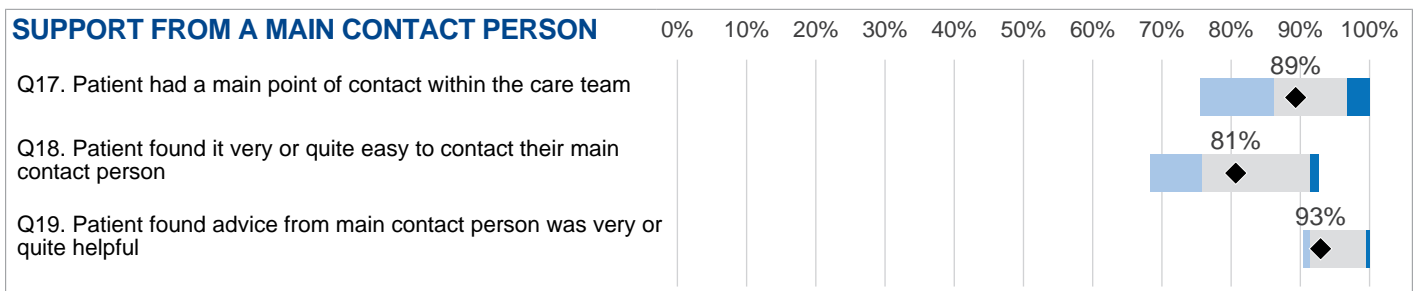 SUPPORT FROM A MAIN CONTACT PERSON 0% 10% 20% 30% 40% 50% 60% 70% 80% 90% 100%
Q17. Patient had a main point of contact within the care team
89%
Q18. Patient found it very or quite easy to contact their main
contact person
81%
Q19. Patient found advice from main contact person was very or
quite helpful
93%